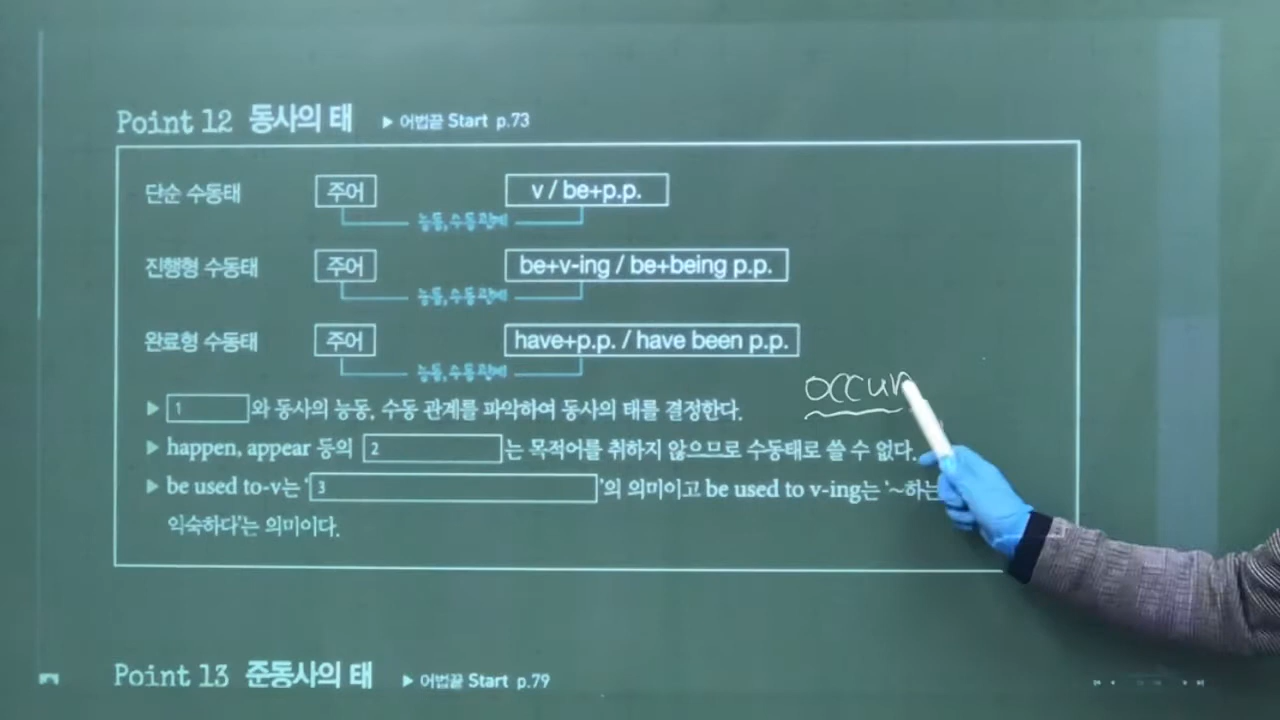 Point 12 동사의 태 ▶ 어법끝 Start p.73
단순 수동태 주어 v / be+p.p.
능동, 수동 관계
진행형 수동태 주어 be+v-ing / be+being p.p.
능동, 수동 관계
완료형 수동태 주어 have+p.p. / have been p.p.
능동, 수동 관계
occur
▶ 1 와 동사의 능동, 수동 관계를 파악하여 동사의 태를 결정한다.
▶ happen, appear 등의 2 는 목적어를 취하지 않으므로 수동태로 쓸 수 없다.
▶ be used to-v는 ‘ 3 ’의 의미이고 be used to v-ing는 ‘~하는
익숙하다’는 의미이다.
Point 13 준동사의 태 ▶ 어법끝 Start p.79